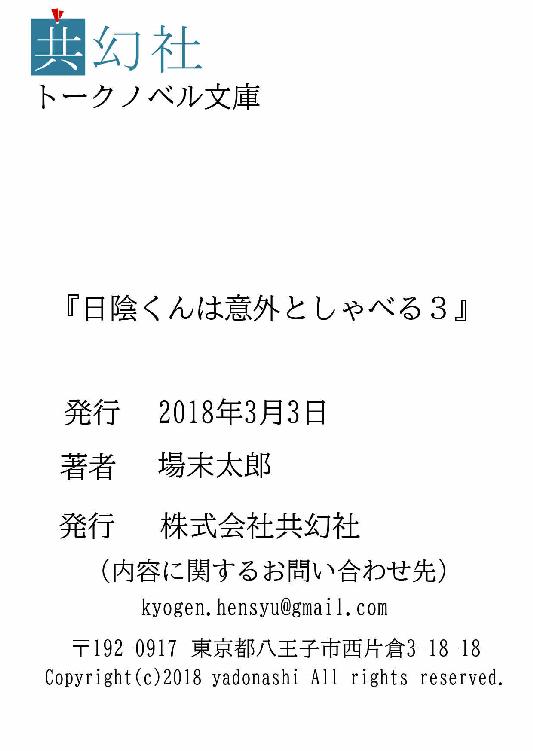 共幻社
トークノベル文庫
『日陰くんは意外としゃべる３』
発行 2018年3月3日
著者 場末太郎
発行 株式会社共幻社
（内容に関するお問い合わせ先）
kyogen.hensyu@gmail.com
〒192 0917 東京都八王子市西片倉3 18 18
Copyright(c)2018 yadonashi All rights reserved.